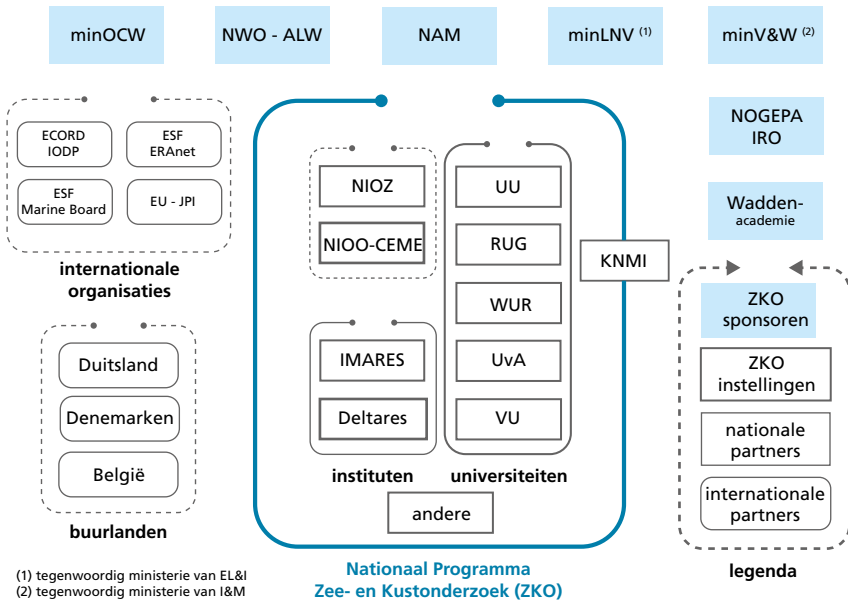 minOCW
NWO - ALW
NAM
minLNV (1)
minV&W (2)
ECORD
IODP
ESF
ERAnet
ESF
Marine Board
EU - JPI
internationale
organisaties
Duitsland
Denemarken
België
buurlanden
NIOZ
NIOO-CEME
IMARES
Deltares
instituten
UU
RUG
WUR
UvA
VU
universiteiten
andere
KNMI
Nationaal Programma
Zee- en Kustonderzoek (ZKO)
NOGEPA
IRO
Wadden-
academie
ZKO
sponsoren
ZKO
instellingen
nationale
partners
internationale
partners
legenda
(1) tegenwoordig ministerie van EL&I
(2) tegenwoordig ministerie van I&M